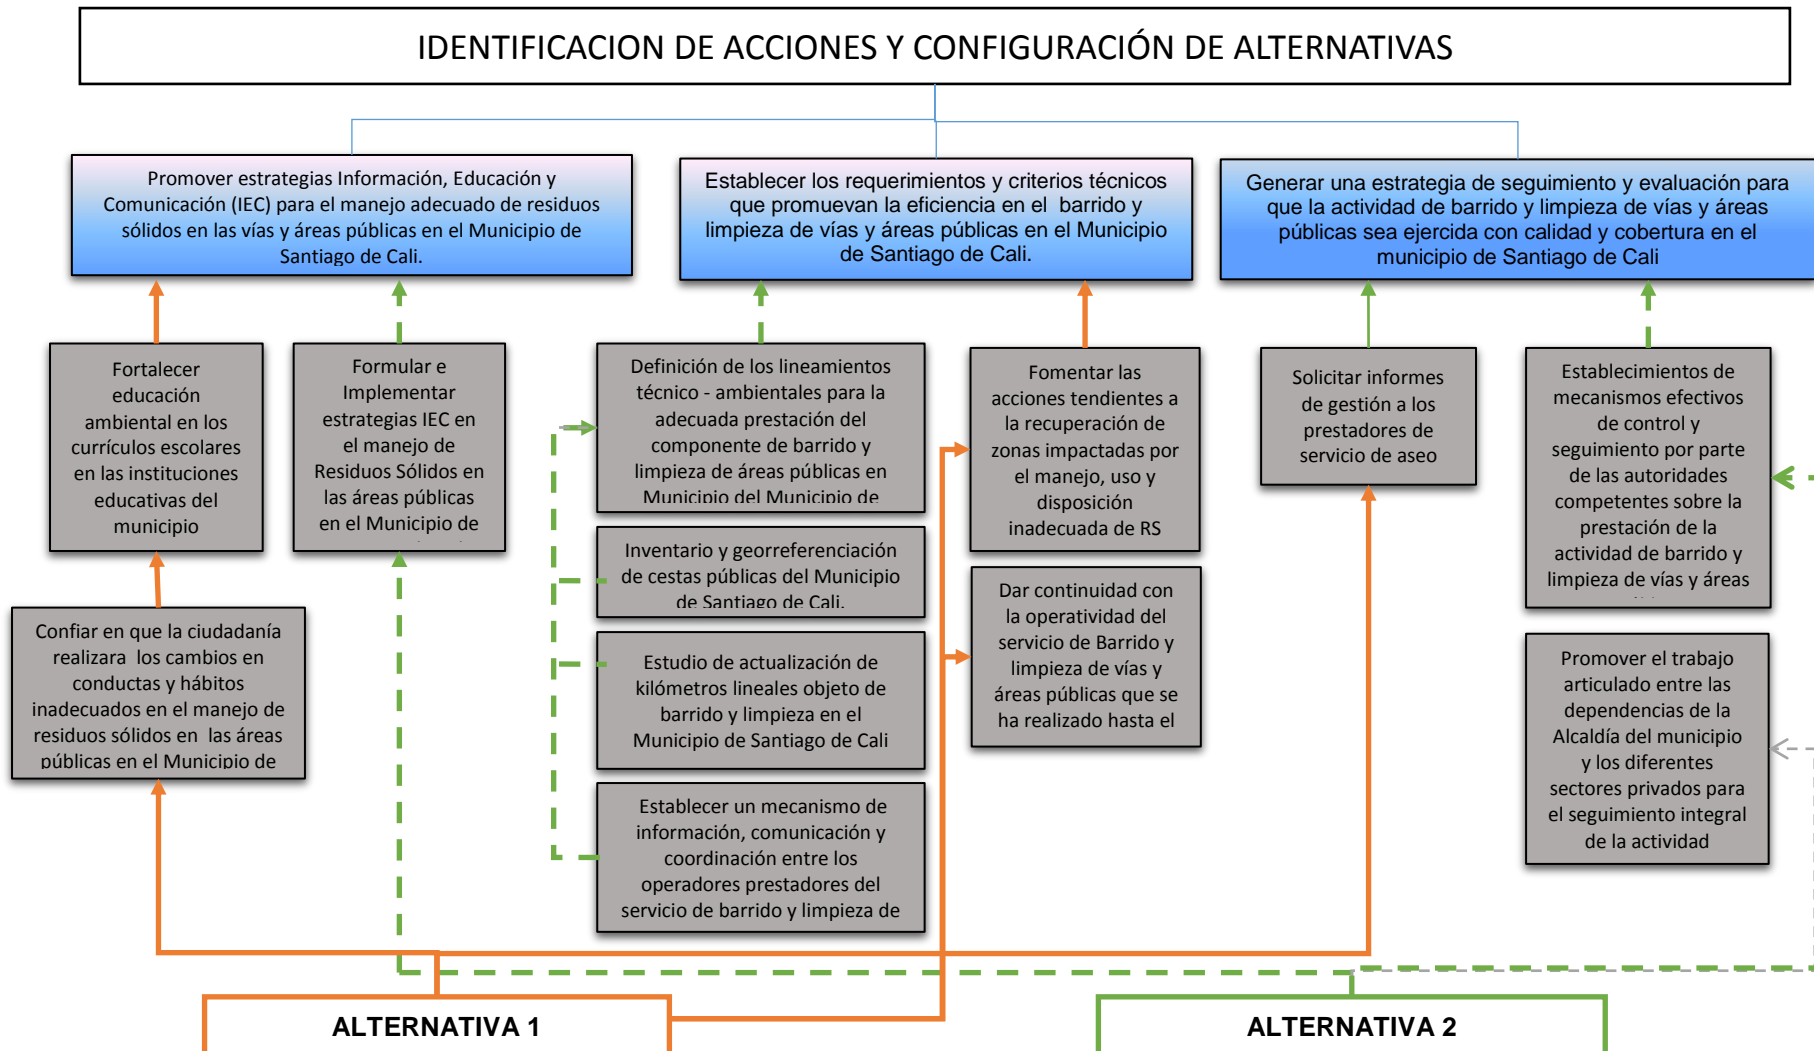 IDENTIFICACION DE ACCIONES Y CONFIGURACIÓN DE ALTERNATIVAS
Promover estrategias Información, Educación y
Comunicación (IEC) para el manejo adecuado de residuos
sólidos en las vías y áreas públicas en el Municipio de
Santiago de Cali.
Establecer los requerimientos y criterios técnicos
que promuevan la eficiencia en el barrido y
limpieza de vías y áreas públicas en el Municipio
de Santiago de Cali.
Generar una estrategia de seguimiento y evaluación para
que la actividad de barrido y limpieza de vías y áreas
públicas sea ejercida con calidad y cobertura en el
municipio de Santiago de Cali
Fortalecer
educación
ambiental en los
currículos escolares
en las instituciones
educativas del
municipio
Formular e
Implementar
estrategias IEC en
el manejo de
Residuos Sólidos en
las áreas públicas
en el Municipio de
Definición de los lineamientos
técnico - ambientales para la
adecuada prestación del
componente de barrido y
limpieza de áreas públicas en
Municipio del Municipio de
Fomentar las
acciones tendientes a
la recuperación de
zonas impactadas por
el manejo, uso y
disposición
inadecuada de RS
Solicitar informes
de gestión a los
prestadores de
servicio de aseo
Establecimientos de
mecanismos efectivos
de control y
seguimiento por parte
de las autoridades
competentes sobre la
prestación de la
actividad de barrido y
limpieza de vías y áreas
Inventario y georreferenciación
de cestas públicas del Municipio
de Santiago de Cali.
Dar continuidad con
la operatividad del
servicio de Barrido y
limpieza de vías y
áreas públicas que se
ha realizado hasta el
Confiar en que la ciudadanía
realizara los cambios en
conductas y hábitos
inadecuados en el manejo de
residuos sólidos en las áreas
públicas en el Municipio de
Estudio de actualización de
kilómetros lineales objeto de
barrido y limpieza en el
Municipio de Santiago de Cali
Promover el trabajo
articulado entre las
dependencias de la
Alcaldía del municipio
y los diferentes
sectores privados para
el seguimiento integral
de la actividad
Establecer un mecanismo de
información, comunicación y
coordinación entre los
operadores prestadores del
servicio de barrido y limpieza de
ALTERNATIVA 1
ALTERNATIVA 2